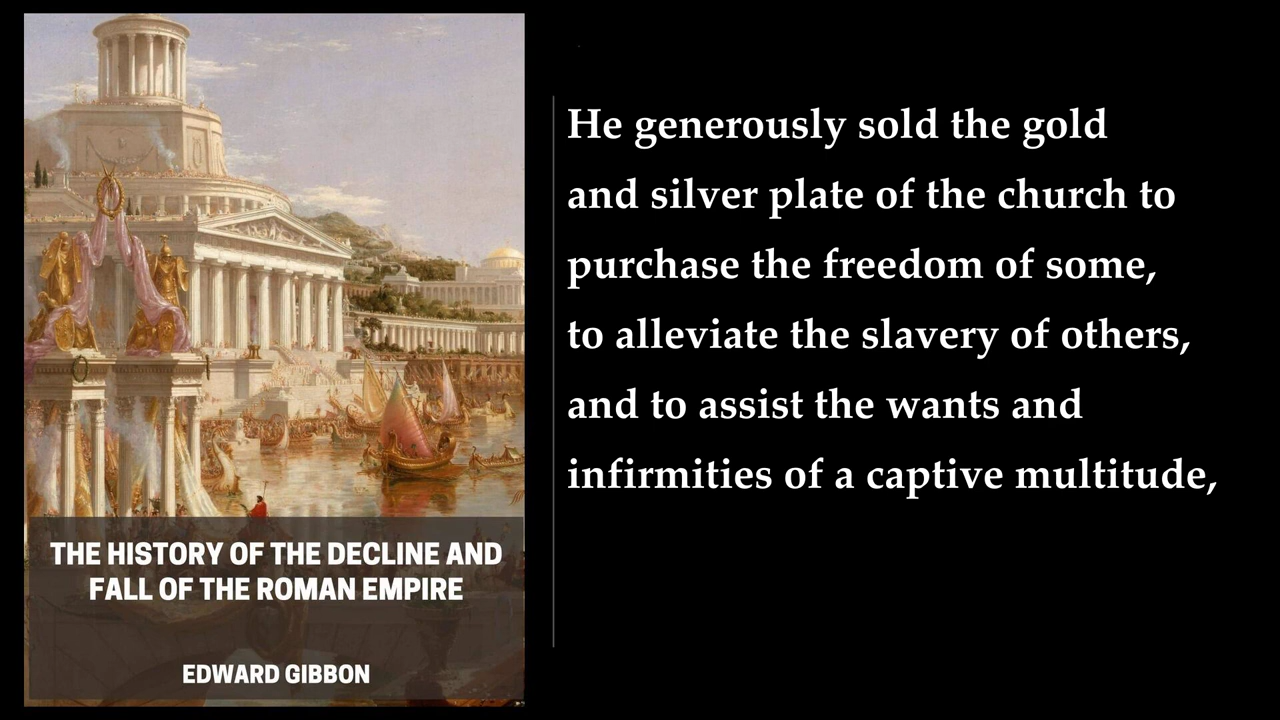 He generously sold the gold
and silver plate of the church to
purchase the freedom of some,
to alleviate the slavery of others,
and to assist the wants and
infirmities of a captive multitude,
THE HISTORY OF THE DECLINE AND
FALL OF THE ROMAN EMPIRE
EDWARD GIBBON